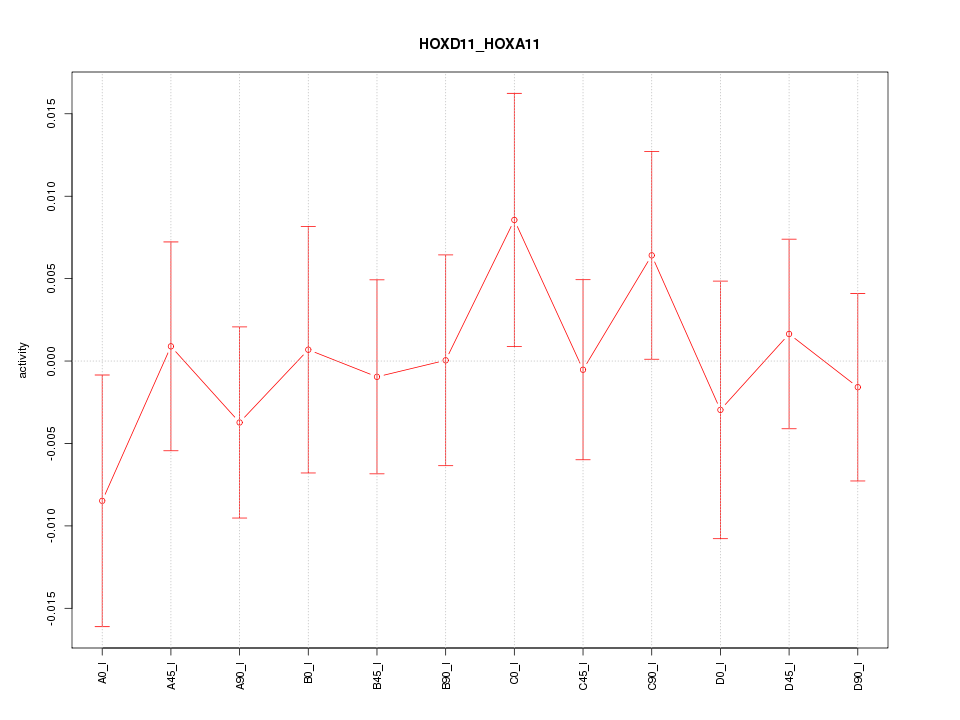 HOXD11_HOXA11
activity
0.015
0.010
0.005
0.000
-0.005
-0.010
-0.015
A0_I
A45_I
A90_I
B0_I
B45_I
B90_I
C0_I
C45_I
C90_I
D0_I
D45_I
D90_I